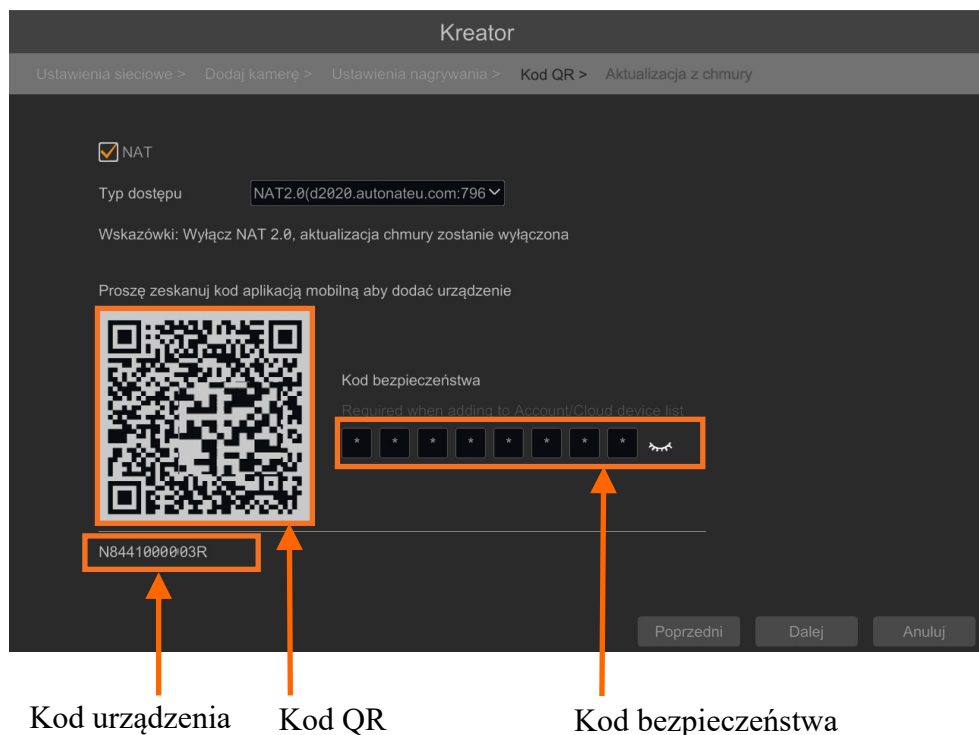 Kreator
Ustawienia sieciowe > Dodaj kamerę > Ustawienia nagrywania > Kod QR > Aktualizacja z chmury
NAT
Typ dostępu NAT2.0(d2020.autonateu.com:796
Wskazówki: Wyłącz NAT 2.0, aktualizacja chmury zostanie wyłączona
Proszę zeskanuj kod aplikacją mobilną aby dodać urządzenie
Kod bezpieczeństwa
Required when adding to Account/Cloud device list
* * * * * * * *
N84410000003R
Poprzedni Dalej Anuluj
Kod urządzenia Kod QR Kod bezpieczeństwa